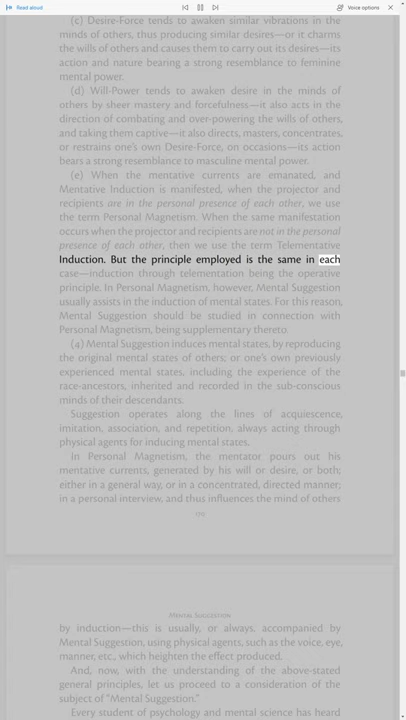 Read aloud
Voice options
(c) Desire-Force tends to awaken similar vibrations in the
minds of others, thus producing similar desires—or it charms
the wills of others and causes them to carry out its desires—its
action and nature bearing a strong resemblance to feminine
mental power.
(d) Will-Power tends to awaken desire in the minds of
others by sheer mastery and forcefulness—it also acts in the
direction of combating and over-powering the wills of others,
and taking them captive—it also directs, masters, concentrates,
or restrains one's own Desire-Force, on occasions—its action
bears a strong resemblance to masculine mental power.
(e) When the mentative currents are emanated, and
Mentative Induction is manifested, when the projector and
recipients are in the personal presence of each other, we use
the term Personal Magnetism. When the same manifestation
occurs when the projector and recipients are not in the personal
presence of each other, then we use the term Telementative
Induction. But the principle employed is the same in each
case—induction through telementation being the operative
principle. In Personal Magnetism, however, Mental Suggestion
usually assists in the induction of mental states. For this reason,
Mental Suggestion should be studied in connection with
Personal Magnetism, being supplementary thereto.
(a) Mental Suggestion induces mental states, by reproducing
the original mental states of others; or one's own previously
experienced mental states, including the experience of the
race-ancestors, inherited and recorded in the sub-conscious
minds of their descendants.
Suggestion operates along the lines of acquiescence,
imitation, association, and repetition, always acting through
physical agents for inducing mental states.
In Personal Magnetism, the mentator pours out his
mentative currents, generated by his will or desire, or both;
either in a general way, or in a concentrated, directed manner;
in a personal interview, and thus influences the mind of others
Mental Suggestion
by induction—this is usually, or always, accompanied by
Mental Suggestion, using physical agents, such as the voice, eye,
manner, etc., which heighten the effect produced.
And, now, with the understanding of the above-stated
general principles, let us proceed to a consideration of the
subject of "Mental Suggestion."
Every student of psychology and mental science has heard